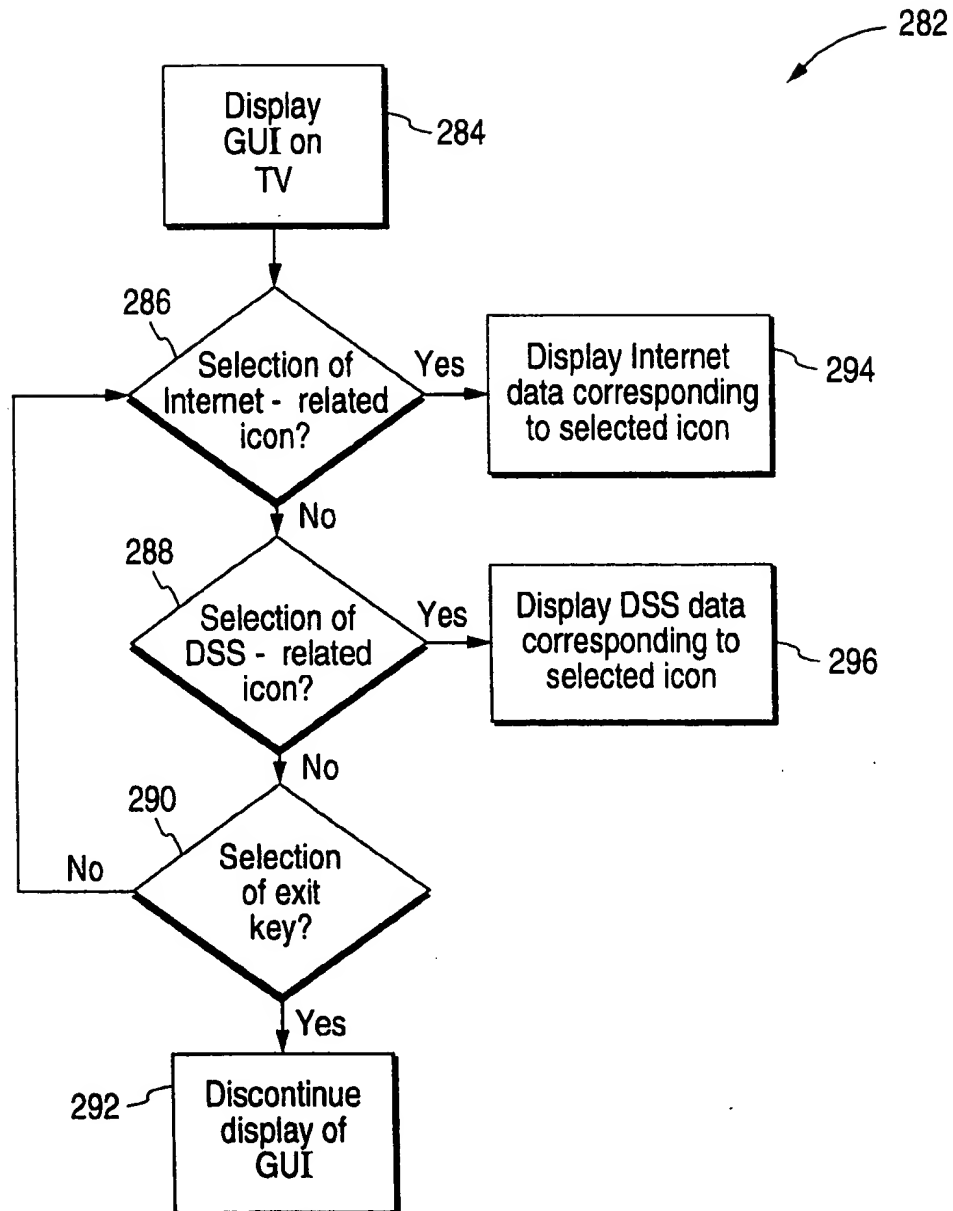 282
Display
GUI on
TV
284
286
Selection of
Internet - related
icon?
Yes
Display Internet
data corresponding
to selected icon
294
No
288
Selection of
DSS - related
icon?
Yes
Display DSS data
corresponding to
selected icon
296
No
290
No
Selection
of exit
key?
Yes
292
Discontinue
display of
GUI